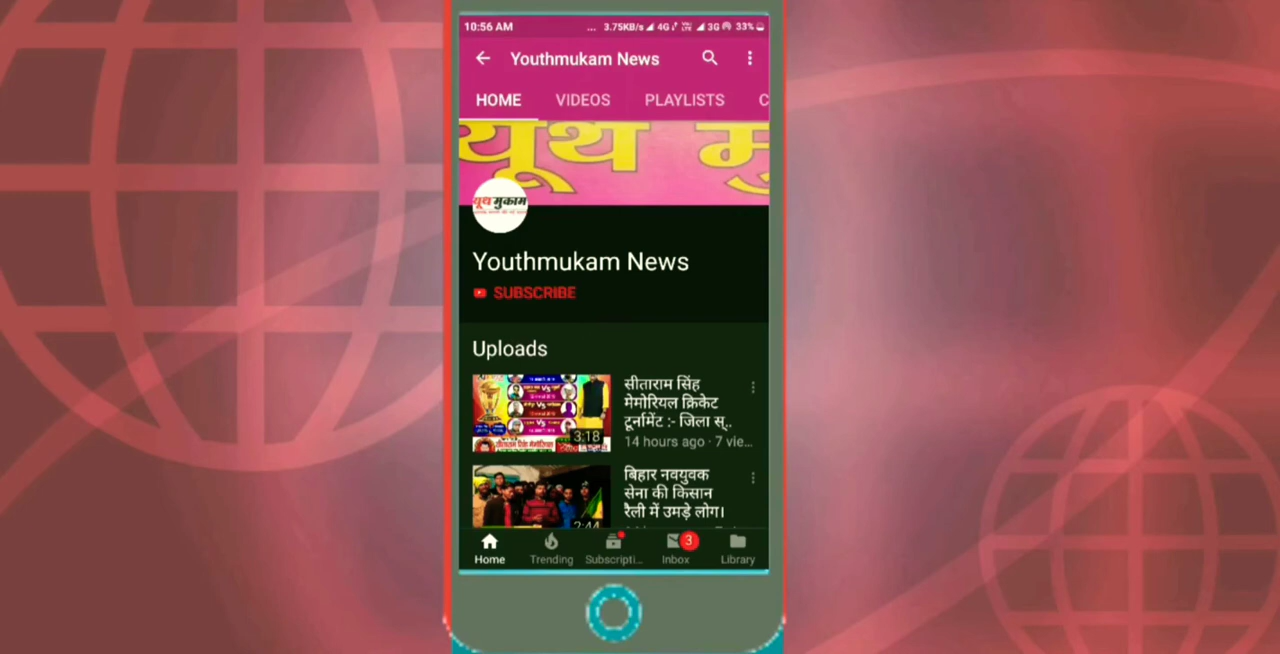 10:56 AM ... 3.75KB/s 4G 3G 33%
Youthmukam News
HOME VIDEOS PLAYLISTS C
यूथ मु
यूथ मुकाम
Youthmukam News
SUBSCRIBE
Uploads
सीताराम सिंह
मेमोरियल क्रिकेट
टूर्नामेंट :- जिला स्..
14 hours ago · 7 vie...
3:18
बिहार नवयुवक
सेना की किसान
रैली में उमड़े लोग।
2:44
Home Trending Subscripti... Inbox 3 Library